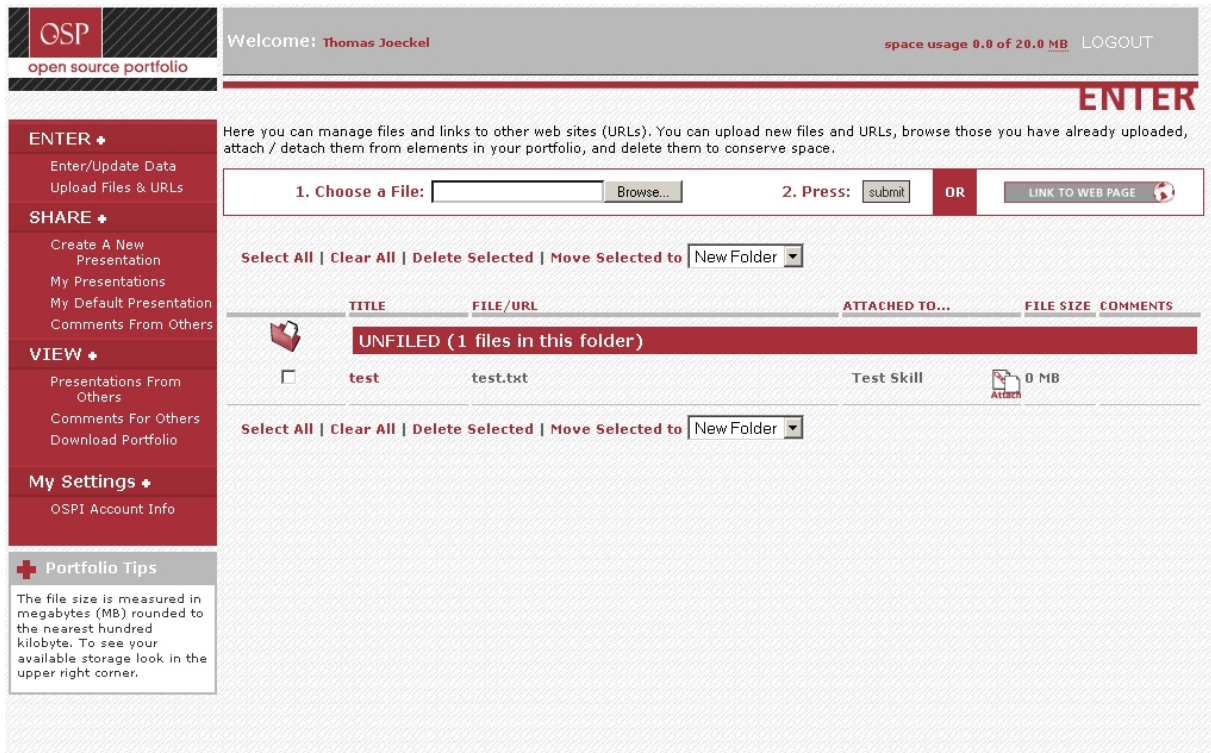 OSP
open source portfolio
Welcome: Thomas Joeckel
space usage 0.0 of 20.0 MB LOGOUT
ENTER
ENTER
Enter/Update Data
Upload Files & URLs
SHARE
Create A New
Presentation
My Presentations
My Default Presentation
Comments From Others
VIEW
Presentations From
Others
Comments For Others
Download Portfolio
My Settings
OSPI Account Info
Portfolio Tips
The file size is measured in
megabytes (MB) rounded to
the nearest hundred
kilobyte. To see your
available storage look in the
upper right corner.
Here you can manage files and links to other web sites (URLs). You can upload new files and URLs, browse those you have already uploaded,
attach / detach them from elements in your portfolio, and delete them to conserve space.
1. Choose a File: Browse... 2. Press: submit OR LINK TO WEB PAGE
Select All | Clear All | Delete Selected | Move Selected to New Folder
TITLE FILE/URL ATTACHED TO... FILE SIZE COMMENTS
UNFILED (1 files in this folder)
test test.txt Test Skill Attach 0 MB
Select All | Clear All | Delete Selected | Move Selected to New Folder